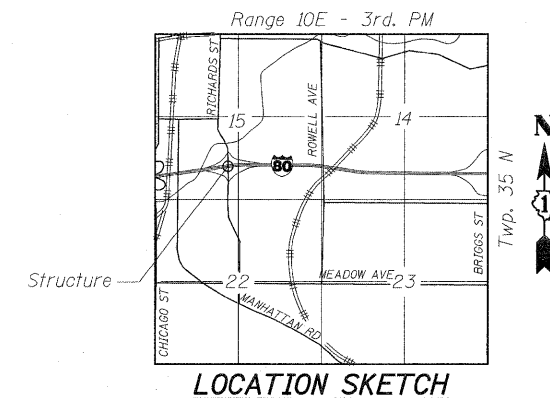 Range 10E - 3rd. PM
RICHARDS ST
ROWELL AVE
15
14
N
80
Twp. 35 N
1
BRIGGS ST
Structure
22
MEADOW AVE
23
CHICAGO ST
MANHATTAN RD
LOCATION SKETCH